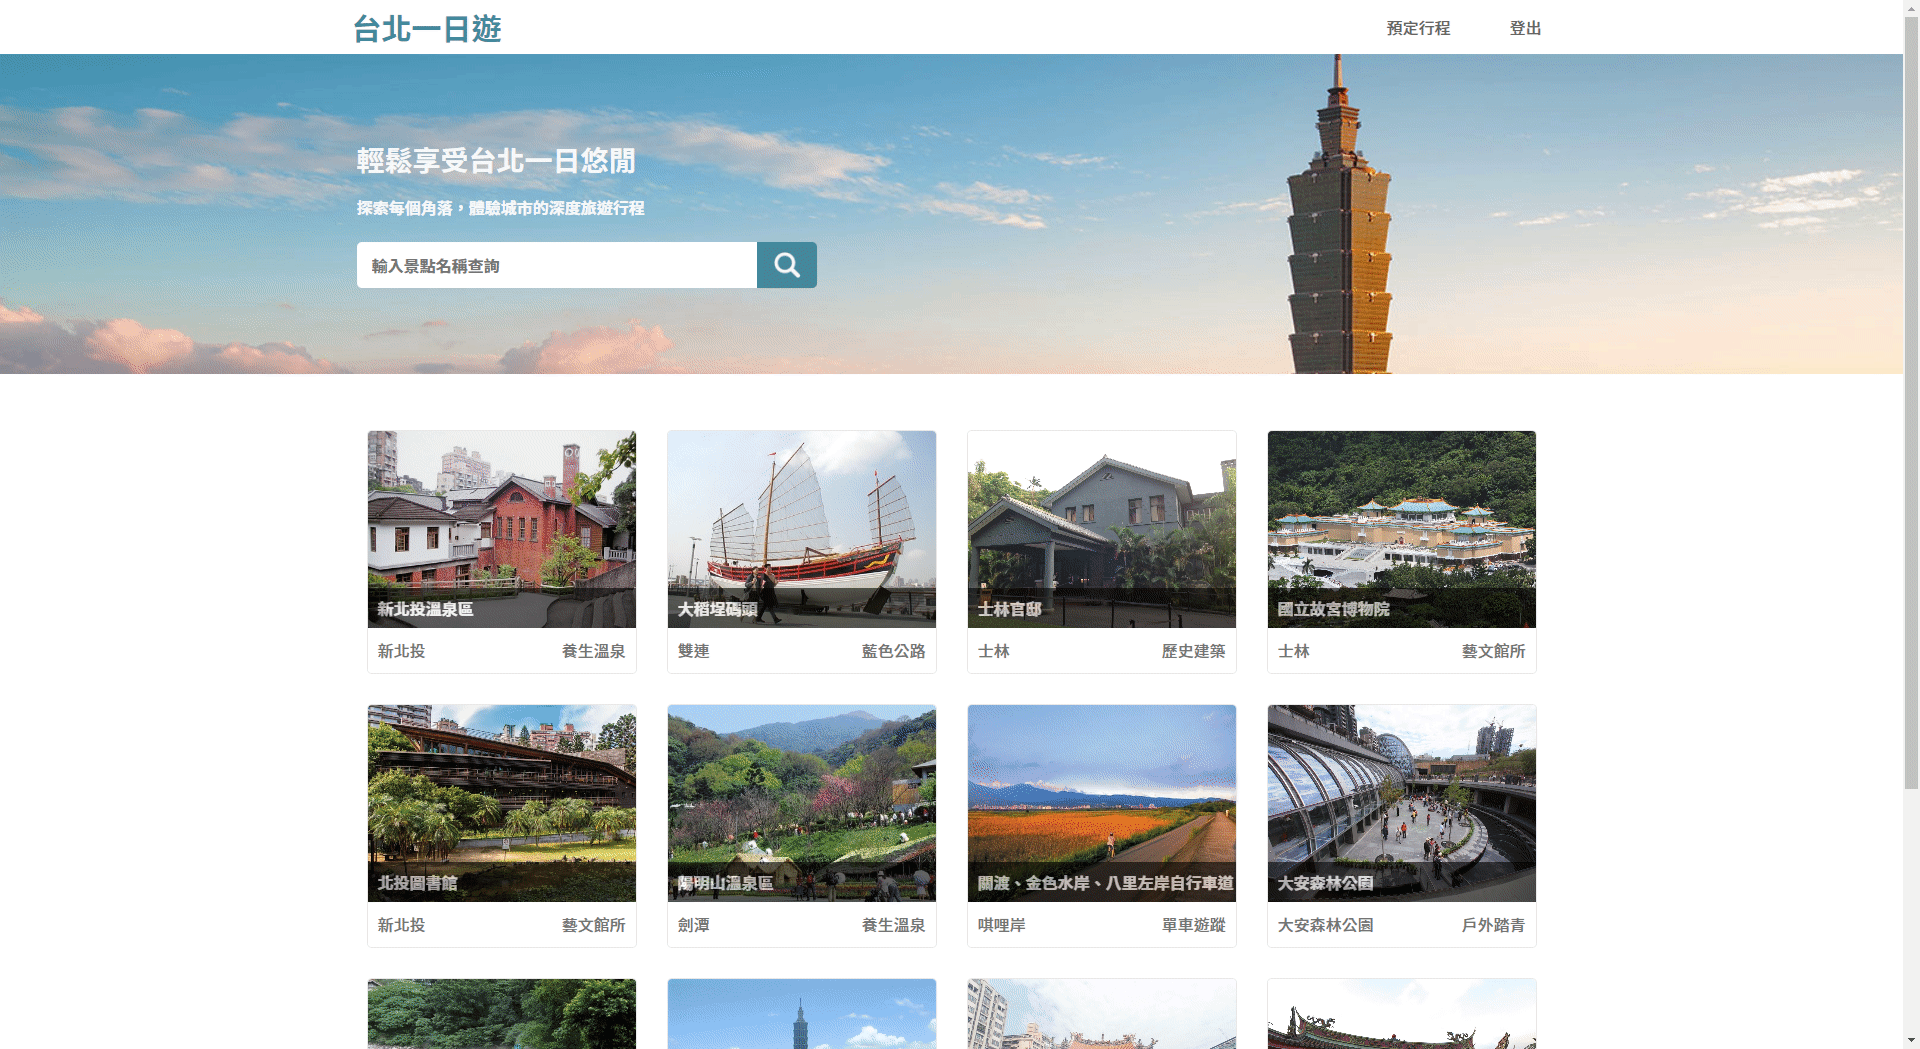 台北一日遊
預定行程 登出
輕鬆享受台北一日悠閒
探索每個角落，體驗城市的深度旅遊行程
輸入景點名稱查詢
新北投溫泉區
新北投 養生溫泉
大稻埕碼頭
雙連 藍色公路
士林官邸
士林 歷史建築
國立故宮博物院
士林 藝文館所
北投圖書館
新北投 藝文館所
陽明山溫泉區
劍潭 養生溫泉
關渡、金色水岸、八里左岸自行車道
唭哩岸 單車遊蹤
大安森林公園
大安森林公園 戶外踏青